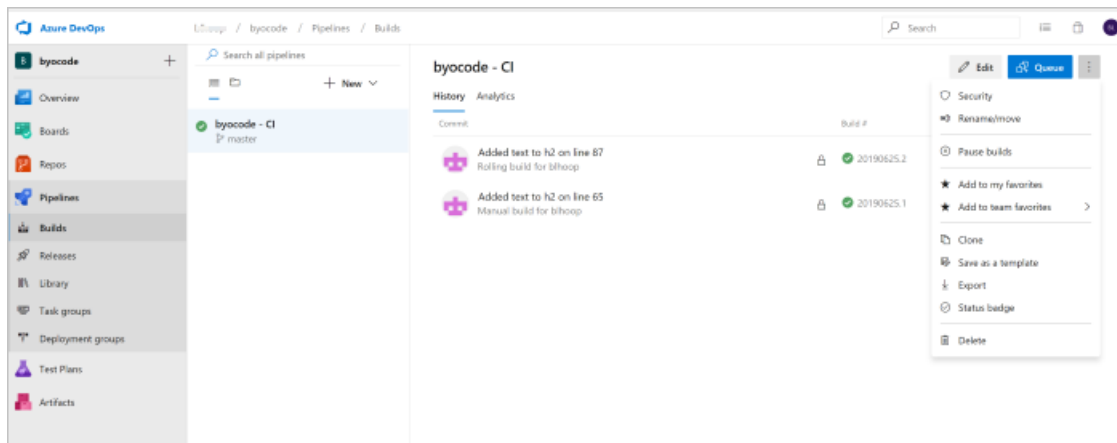 Azure DevOps
/ byocode / Pipelines / Builds
Search
B byocode
Overview
Boards
Repos
Pipelines
Builds
Releases
Library
Task groups
Deployment groups
Test Plans
Artifacts
Search all pipelines
New
byocode - CI
master
byocode - CI
Edit
Queue
History Analytics
Commit Build #
Added text to h2 on line 87
Rolling build for blhoop
20190625.2
Added text to h2 on line 65
Manual build for blhoop
20190625.1
Security
Rename/move
Pause builds
Add to my favorites
Add to team favorites
Clone
Save as a template
Export
Status badge
Delete